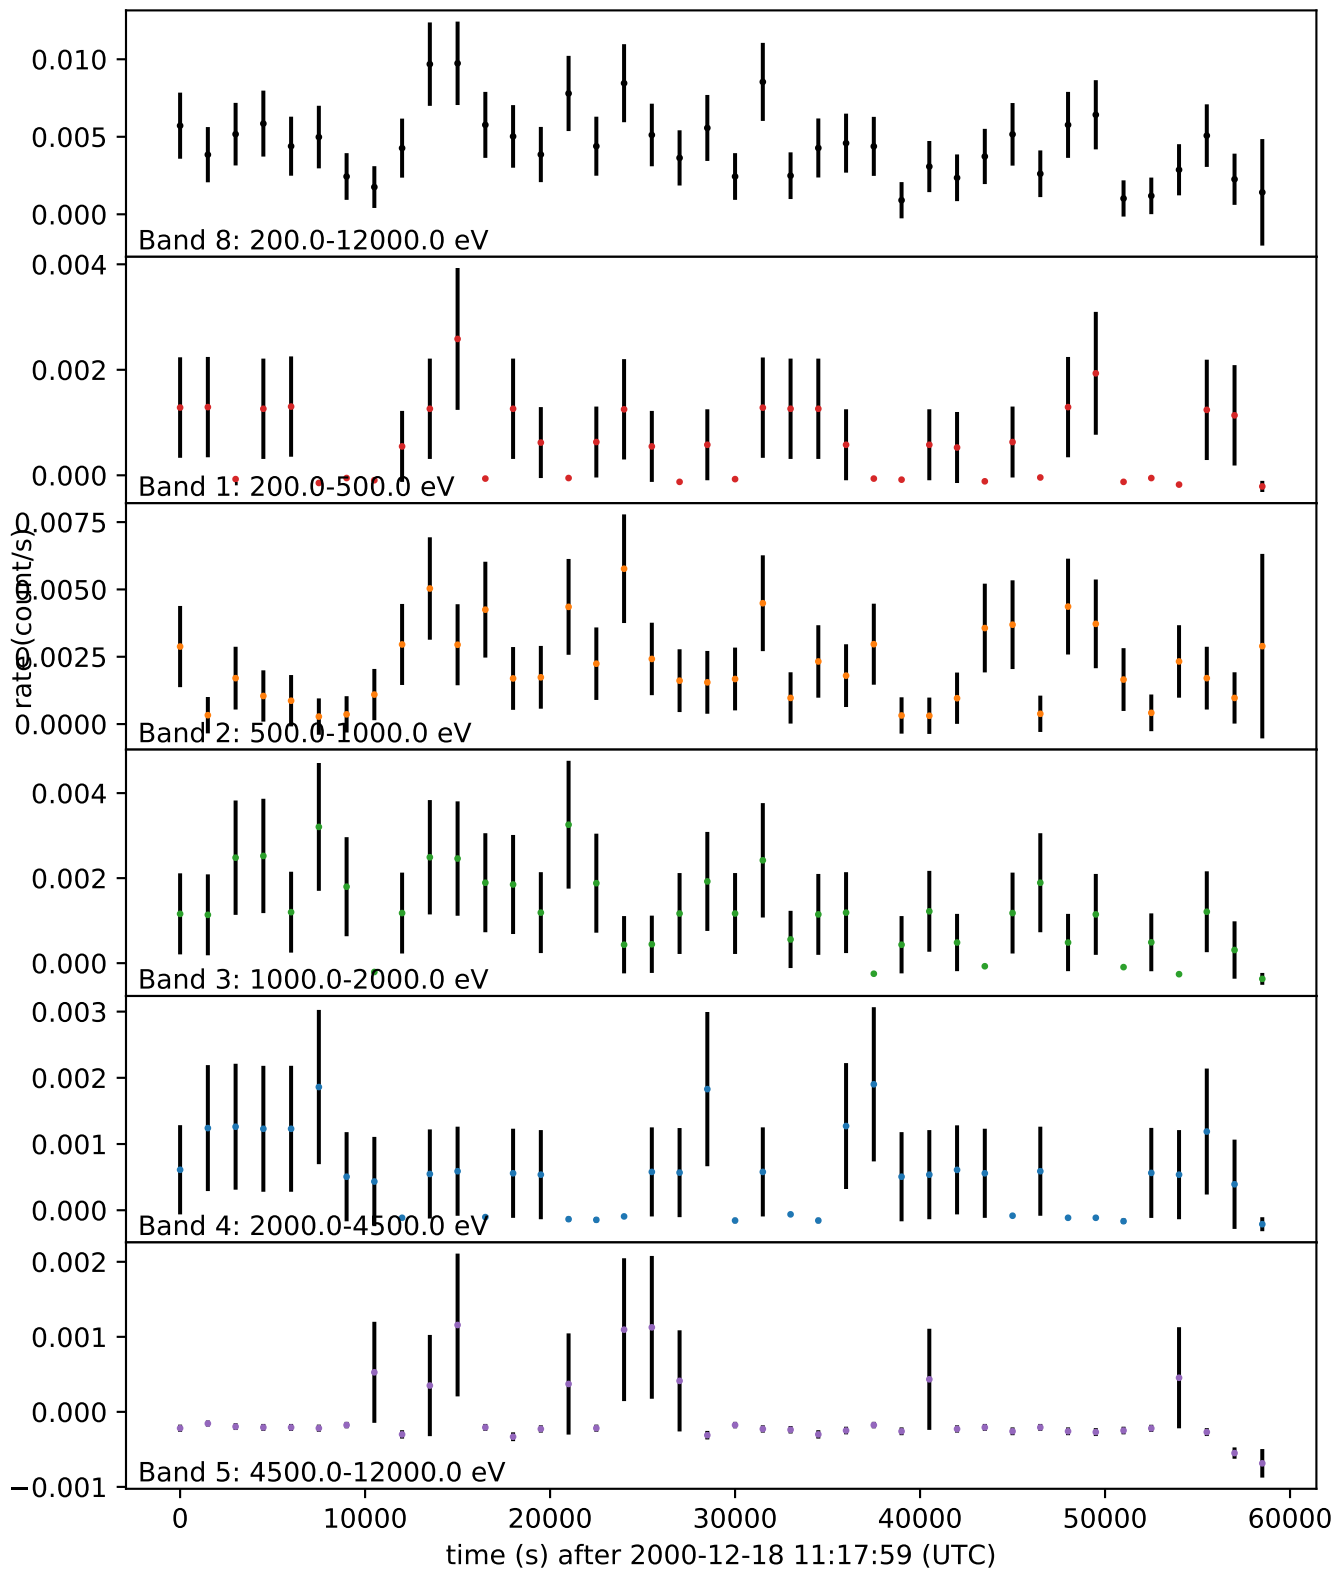 0.010
0.005
0.000
Band 8: 200.0-12000.0 eV
0.004
0.002
0.000
Band 1: 200.0-500.0 eV
0.0075
0.0050
0.0025
0.0000
rate (count/s)
Band 2: 500.0-1000.0 eV
0.004
0.002
0.000
Band 3: 1000.0-2000.0 eV
0.003
0.002
0.001
0.000
Band 4: 2000.0-4500.0 eV
0.002
0.001
0.000
−0.001
Band 5: 4500.0-12000.0 eV
0 10000 20000 30000 40000 50000 60000
time (s) after 2000-12-18 11:17:59 (UTC)